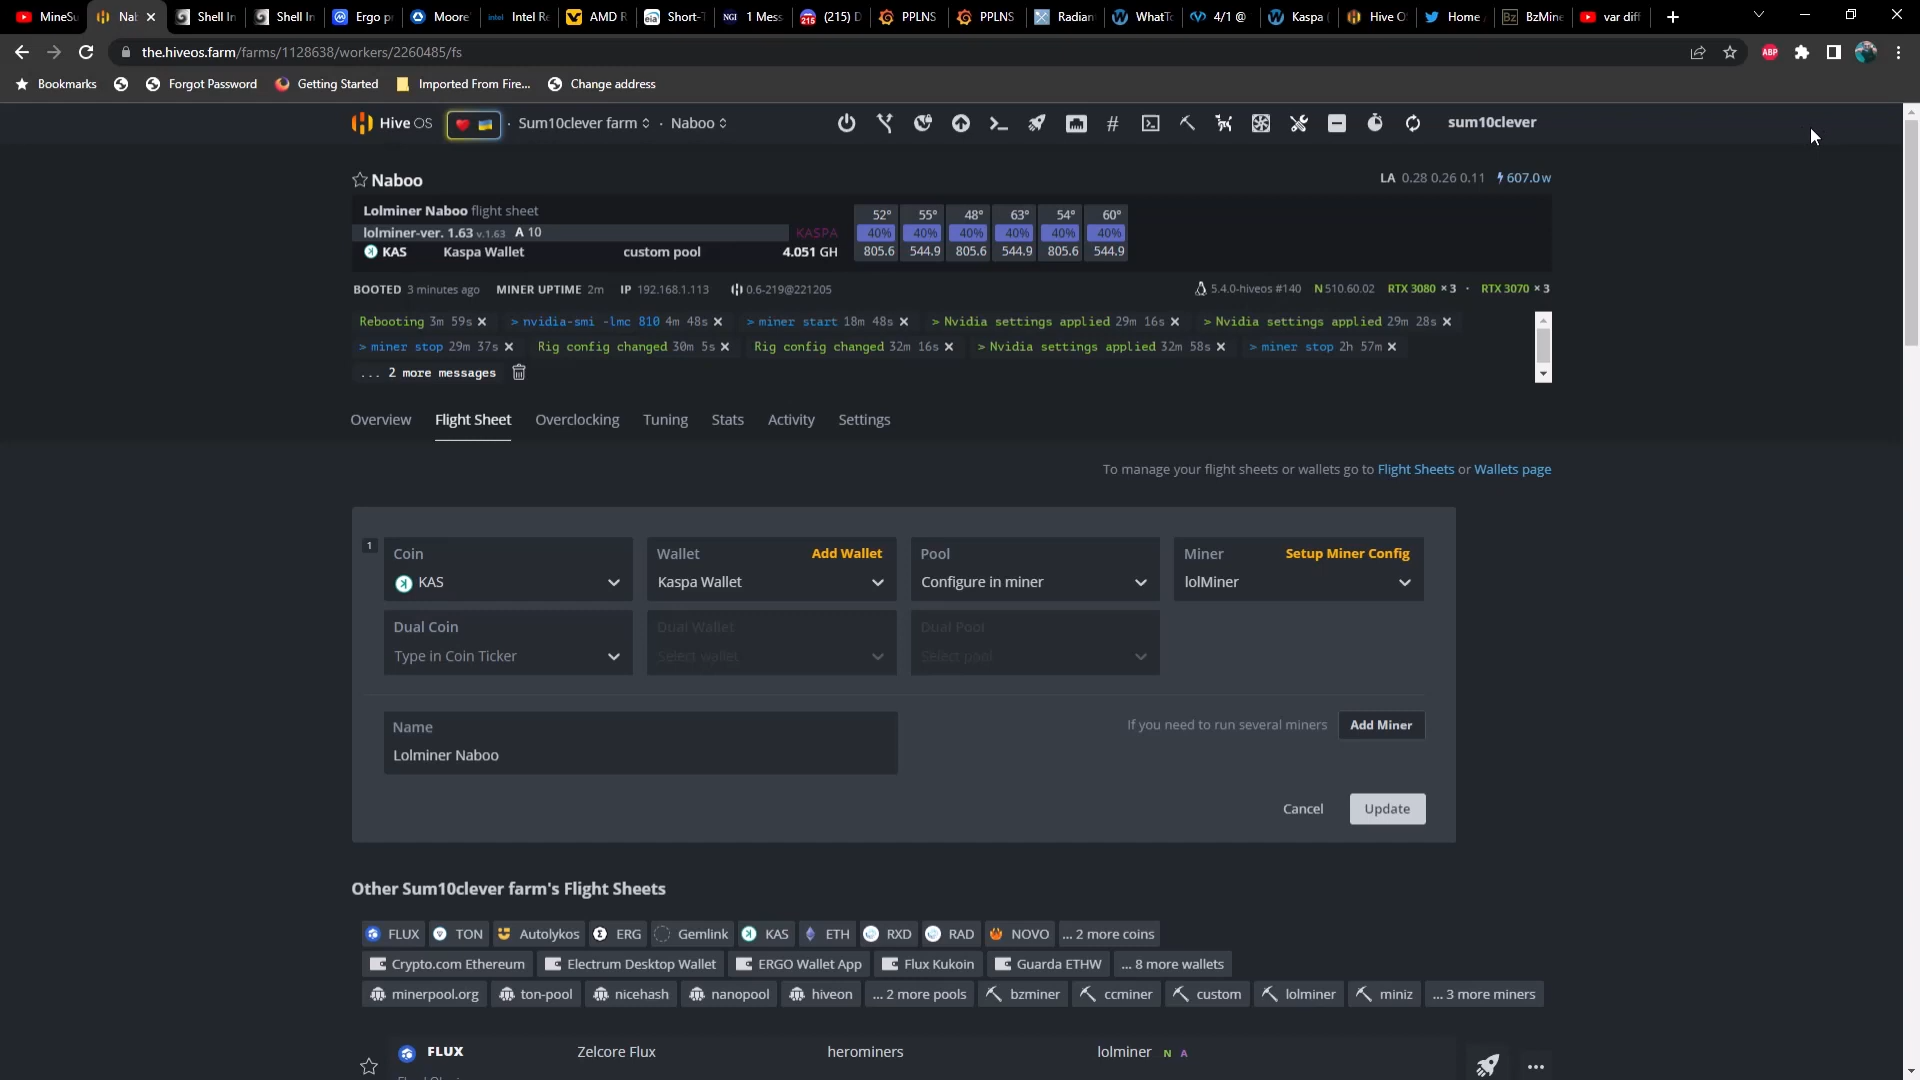 MineSu
Nab
Shell In
Shell In
Ergo p
Moore'
intel Intel Re
AMD R
eia Short-T
NGI 1 Mess
(215) D
PPLNS
PPLNS
Radian
WhatTo
4/1 @
Kaspa (
Hive O
Home /
BzMine
var diff
the.hiveos.farm/farms/1128638/workers/2260485/fs
ABP
Bookmarks
Forgot Password
Getting Started
Imported From Fire...
Change address
Hive OS · Sum10clever farm · Naboo
sum10clever
Naboo
LA 0.28 0.26 0.11 607.0 w
Lolminer Naboo flight sheet
lolminer-ver. 1.63 v.1.63 A 10 KASPA
KAS Kaspa Wallet custom pool 4.051 GH
52° 55° 48° 63° 54° 60°
40% 40% 40% 40% 40% 40%
805.6 544.9 805.6 544.9 805.6 544.9
BOOTED 3 minutes ago MINER UPTIME 2m IP 192.168.1.113 0.6-219@221205
5.4.0-hiveos #140 N 510.60.02 RTX 3080 × 3 · RTX 3070 × 3
Rebooting 3m 59s × > nvidia-smi -lmc 810 4m 48s × > miner start 18m 48s × > Nvidia settings applied 29m 16s × > Nvidia settings applied 29m 28s ×
> miner stop 29m 37s × Rig config changed 30m 5s × Rig config changed 32m 16s × > Nvidia settings applied 32m 58s × > miner stop 2h 57m ×
... 2 more messages
Overview Flight Sheet Overclocking Tuning Stats Activity Settings
To manage your flight sheets or wallets go to Flight Sheets or Wallets page
1
Coin
KAS
Wallet Add Wallet
Kaspa Wallet
Pool
Configure in miner
Miner Setup Miner Config
lolMiner
Dual Coin
Type in Coin Ticker
Dual Wallet
Select wallet
Dual Pool
Select pool
Name
Lolminer Naboo
If you need to run several miners Add Miner
Cancel Update
Other Sum10clever farm's Flight Sheets
FLUX TON Autolykos ERG Gemlink KAS ETH RXD RAD NOVO ... 2 more coins
Crypto.com Ethereum Electrum Desktop Wallet ERGO Wallet App Flux Kukoin Guarda ETHW ... 8 more wallets
minerpool.org ton-pool nicehash nanopool hiveon ... 2 more pools bzminer ccminer custom lolminer miniz ... 3 more miners
FLUX Zelcore Flux herominers lolminer N A